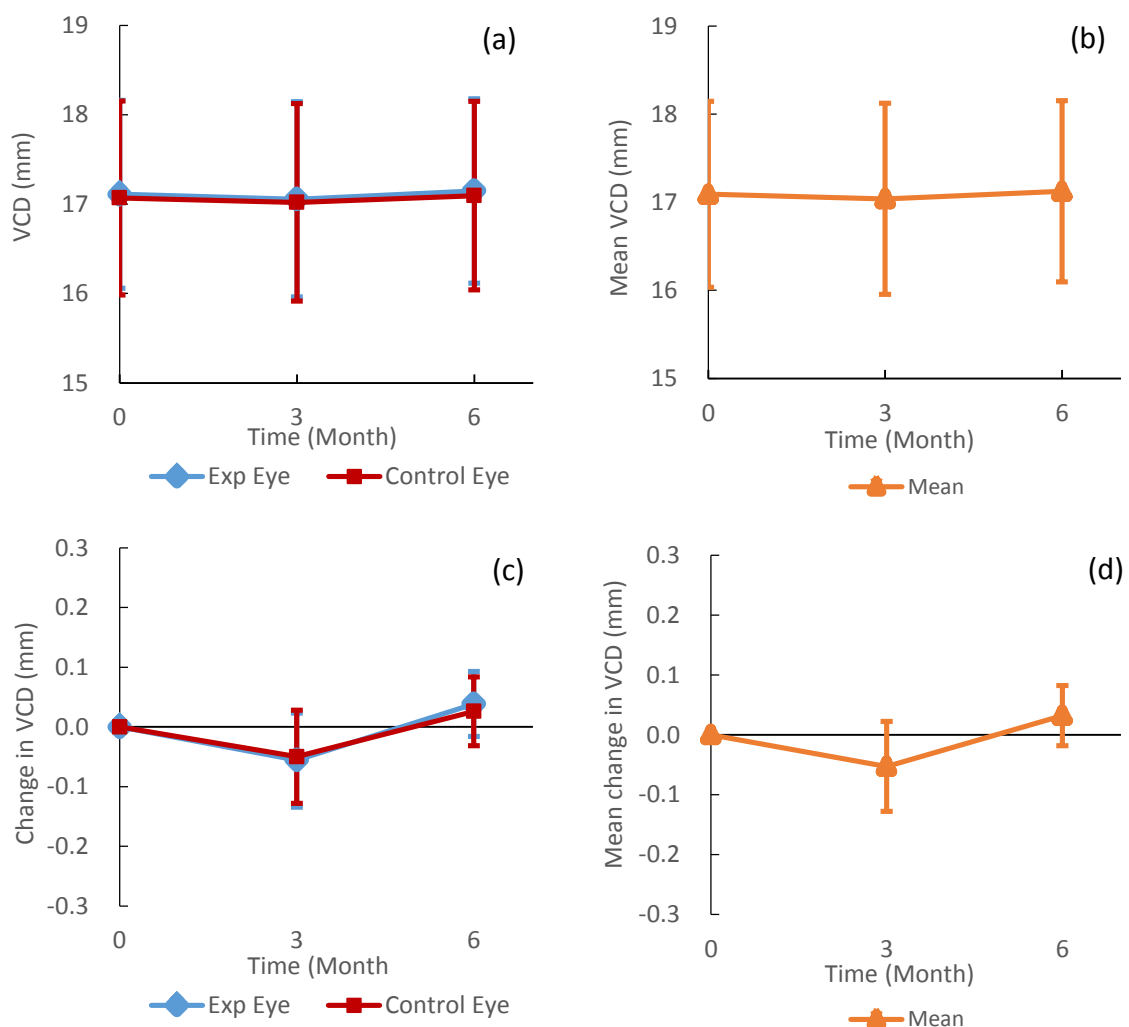 (a)
19
18
17
16
15
VCD (mm)
0 3 6
Time (Month)
Exp Eye Control Eye
(b)
19
18
17
16
15
Mean VCD (mm)
0 3 6
Time (Month)
Mean
(c)
0.3
0.2
0.1
0.0
-0.1
-0.2
-0.3
Change in VCD (mm)
0 3 6
Time (Month
Exp Eye Control Eye
(d)
0.3
0.2
0.1
0.0
-0.1
-0.2
-0.3
Mean change in VCD (mm)
0 3 6
Time (Month)
Mean